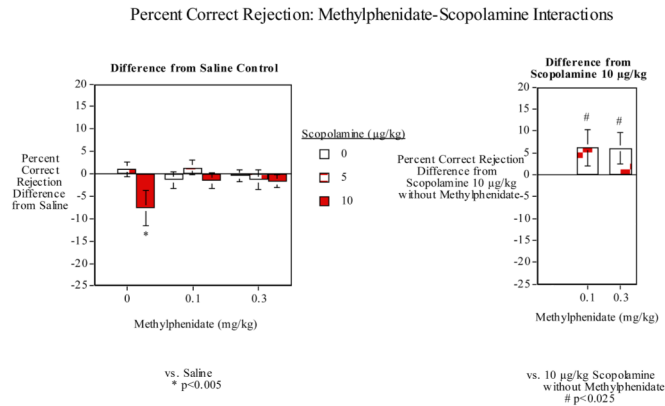 Percent Correct Rejection: Methylphenidate-Scopolamine Interactions
Difference from Saline Control
20
15
10
5
0
-5
-10
-15
-20
-25
Percent
Correct
Rejection
Difference
from Saline
*
0
0.1
0.3
Methylphenidate (mg/kg)
vs. Saline
* p<0.005
Scopolamine (µg/kg)
0
5
10
Difference from
Scopolamine 10 µg/kg
20
15
10
5
0
-5
-10
-15
-20
-25
Percent Correct Rejection
Difference from
Scopolamine 10 µg/kg
without Methylphenidate
#
#
0.1
0.3
Methylphenidate (mg/kg)
vs. 10 µg/kg Scopolamine
without Methylphenidate
# p<0.025